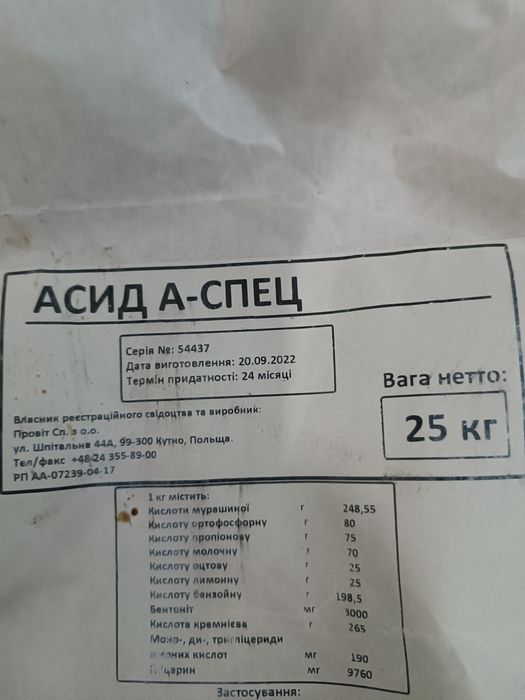 АСИД А-СПЕЦ
Серія №: 54437
Дата виготовлення: 20.09.2022
Термін придатності: 24 місяці
Вага нетто:
25 кг
Власник реєстраційного свідоцтва та виробник:
Провіт Сп. з о.о.
ул. Шпітальна 44А, 99-300 Кутно, Польща
Тел/факс +48 24 355-89-00
РП АА-07239-04-17
1 кг містить:
Кислоти мурашиної г 248,55
Кислоту ортофосфорну г 80
Кислоту пропіонову г 75
Кислоту молочну г 70
Кислоту оцтову г 25
Кислоту лимонну г 25
Кислоту бензойну г 198,5
Бентоніт мг 3000
Кислота кремнієва г 265
Моно-, ди-, тригліцериди
кислот мг 190
мг 9760
Застосування: